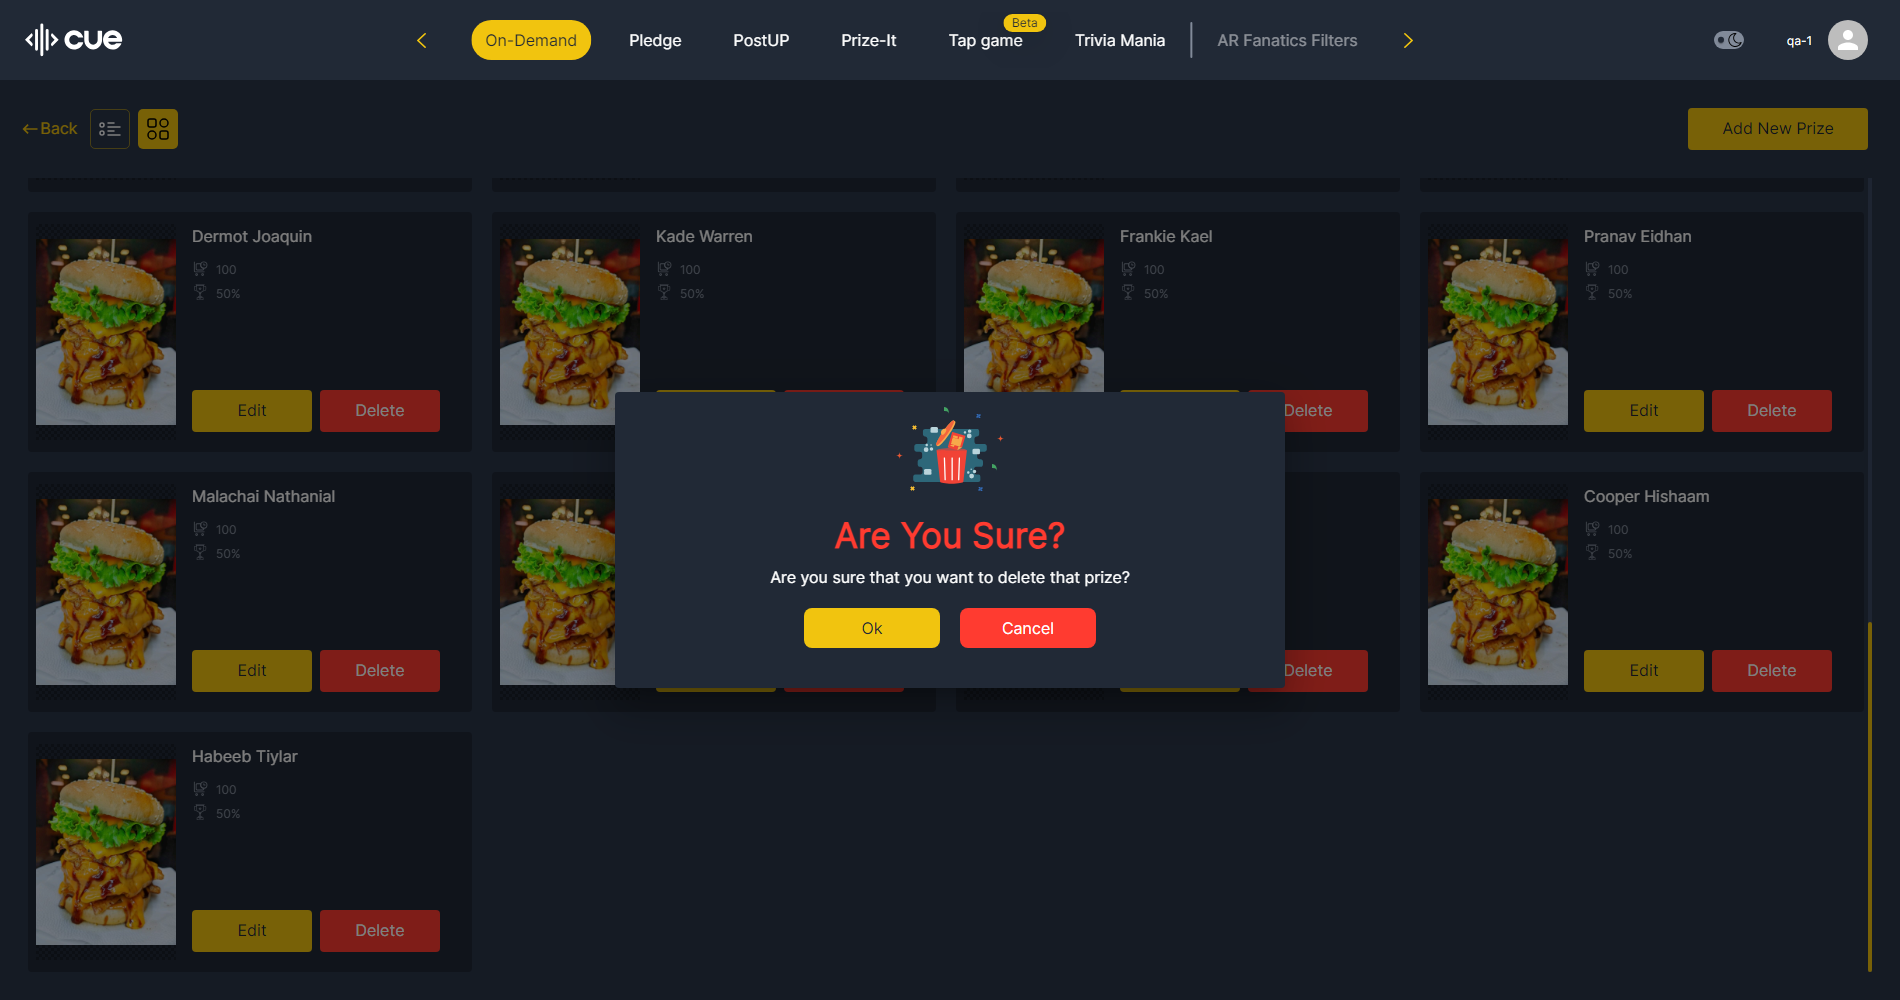 cue
On-Demand
Pledge
PostUP
Prize-It
Tap game
Beta
Trivia Mania
AR Fanatics Filters
qa-1
Back
Add New Prize
Dermot Joaquin
100
50%
Edit
Delete
Kade Warren
100
50%
Frankie Kael
100
50%
Delete
Pranav Eidhan
100
50%
Edit
Delete
Are You Sure?
Are you sure that you want to delete that prize?
Ok
Cancel
Malachai Nathanial
100
50%
Edit
Delete
Delete
Cooper Hishaam
100
50%
Edit
Delete
Habeeb Tiylar
100
50%
Edit
Delete